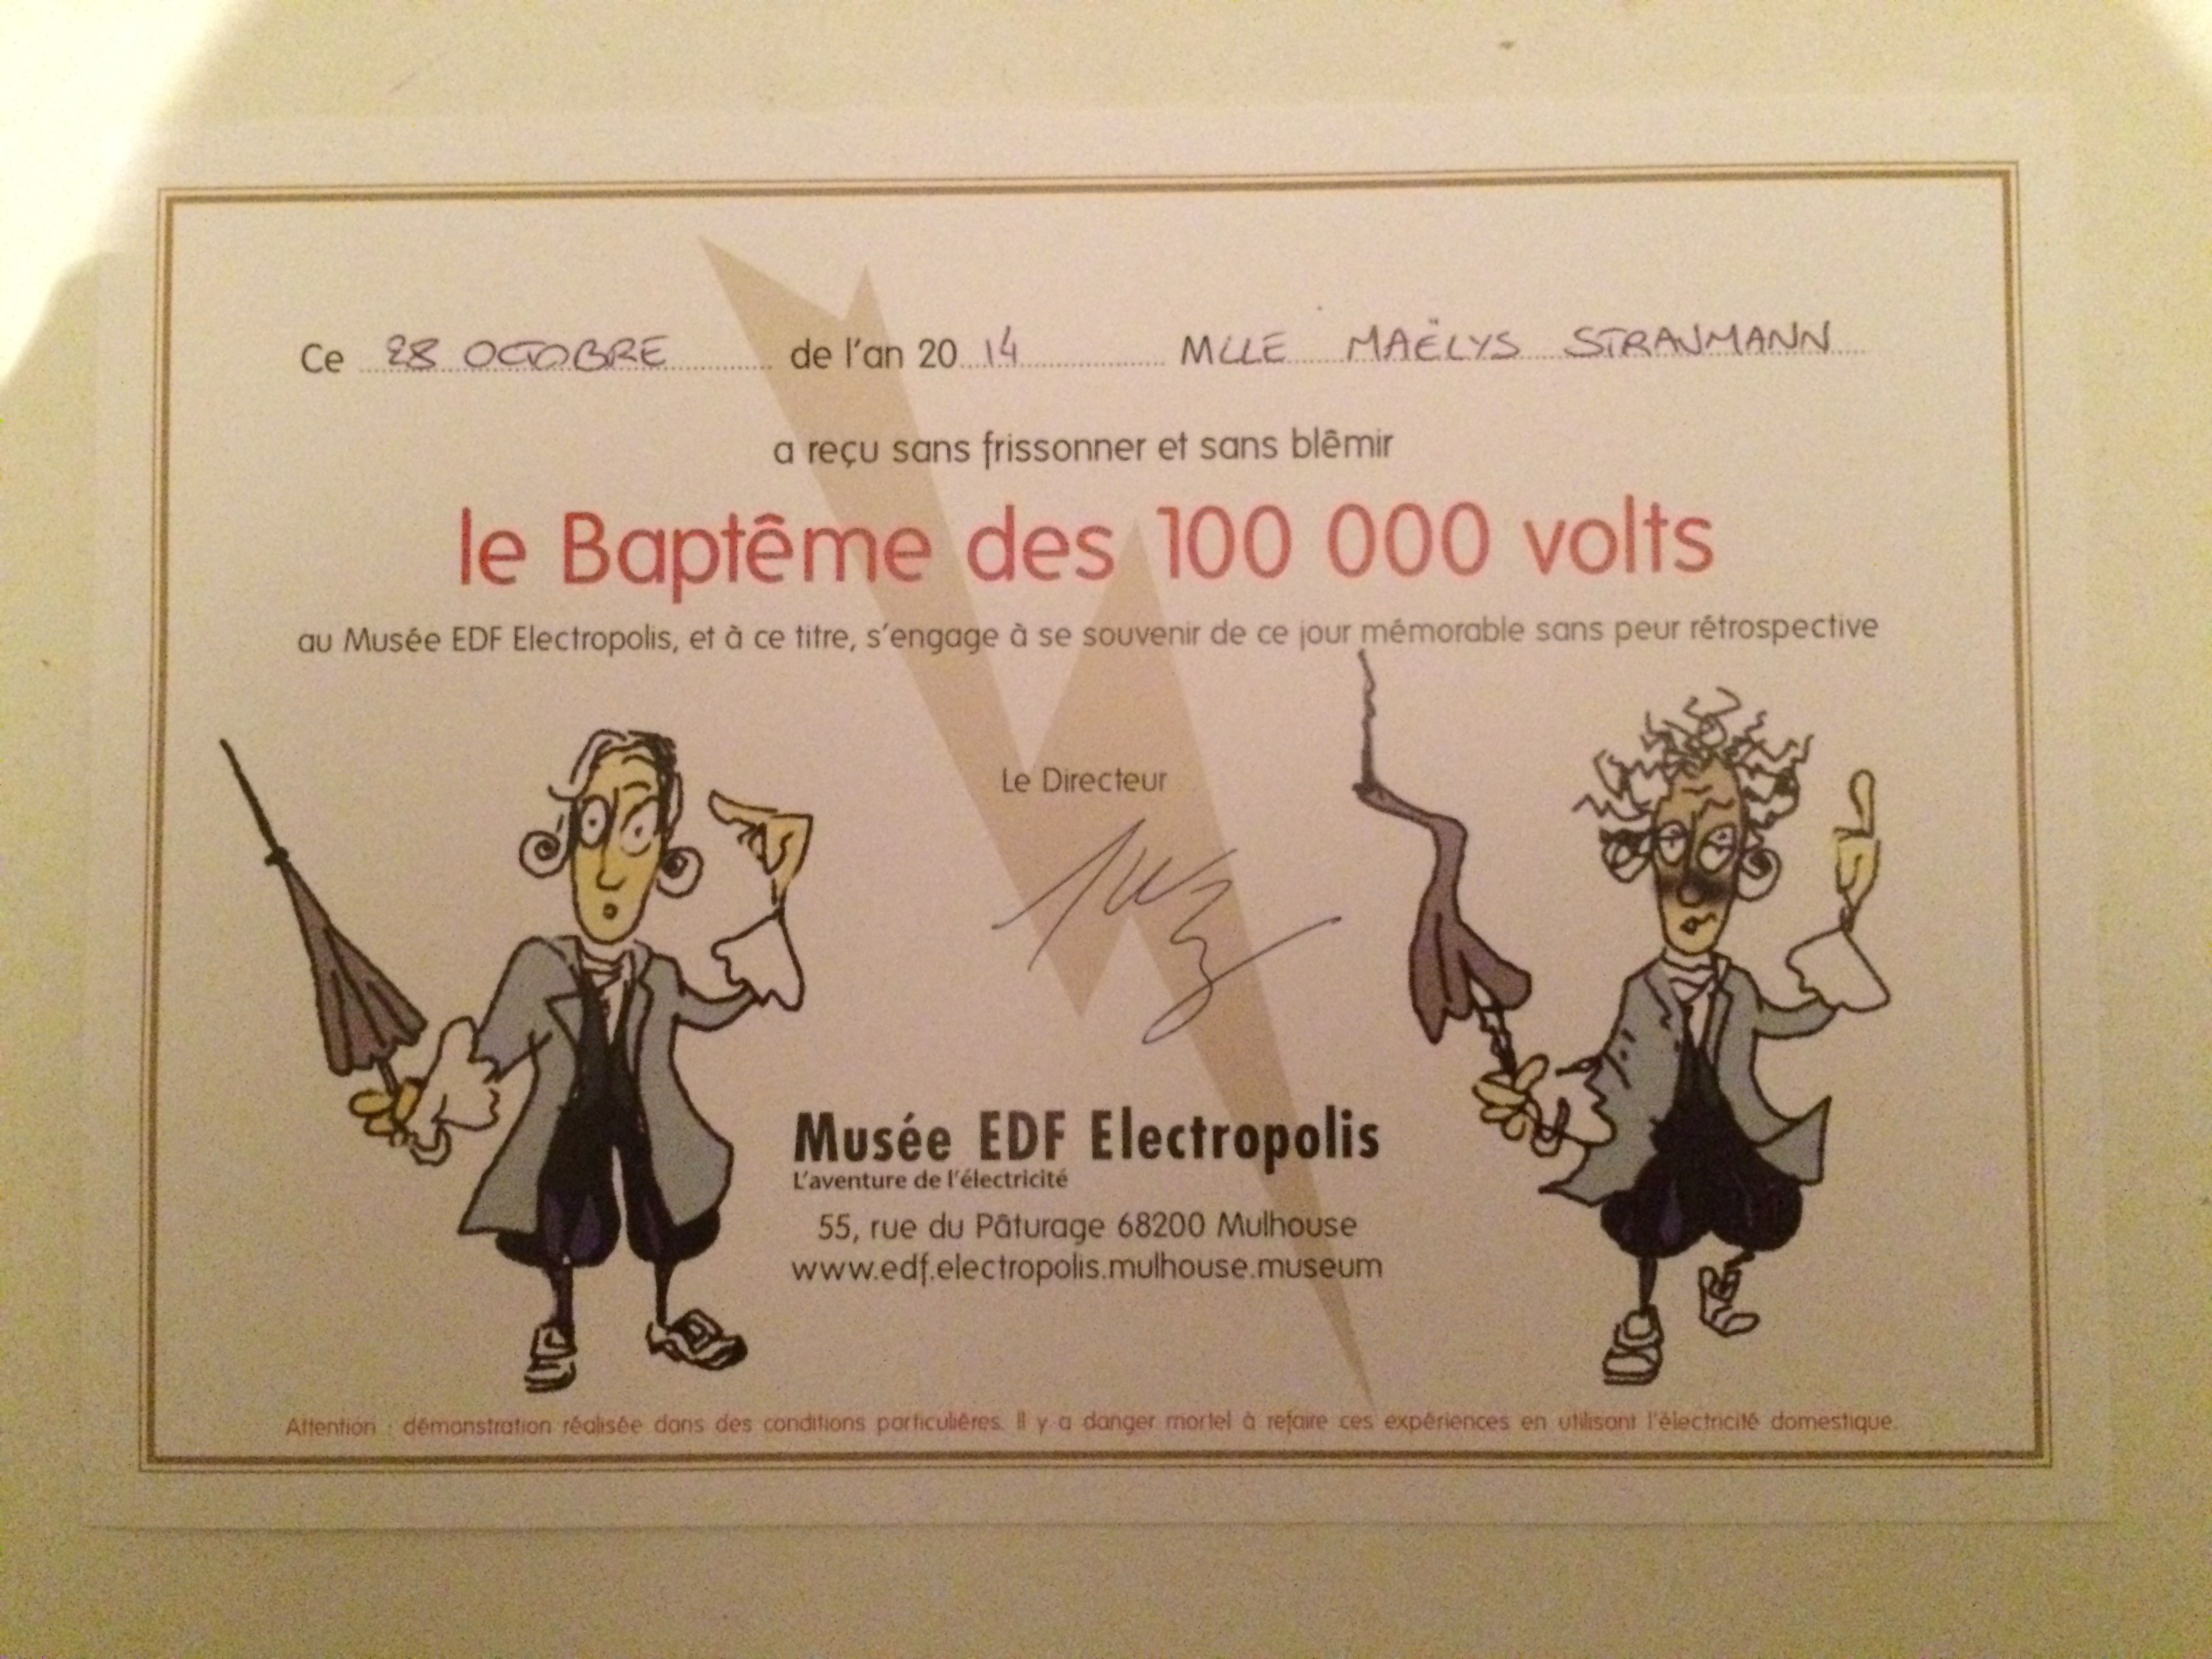 Ce 28 OCTOBRE de l'an 20 14 MLLE MAËLYS STRAUMANN
a reçu sans frissonner et sans blêmir
le Baptême des 100 000 volts
au Musée EDF Electropolis, et à ce titre, s'engage à se souvenir de ce jour mémorable sans peur rétrospective
Le Directeur
Musée EDF Electropolis
L'aventure de l'électricité
55, rue du Pâturage 68200 Mulhouse
www.edf.electropolis.mulhouse.museum
Attention : démonstration réalisée dans des conditions particulières. Il y a danger mortel à refaire ces expériences en utilisant l'électricité domestique.